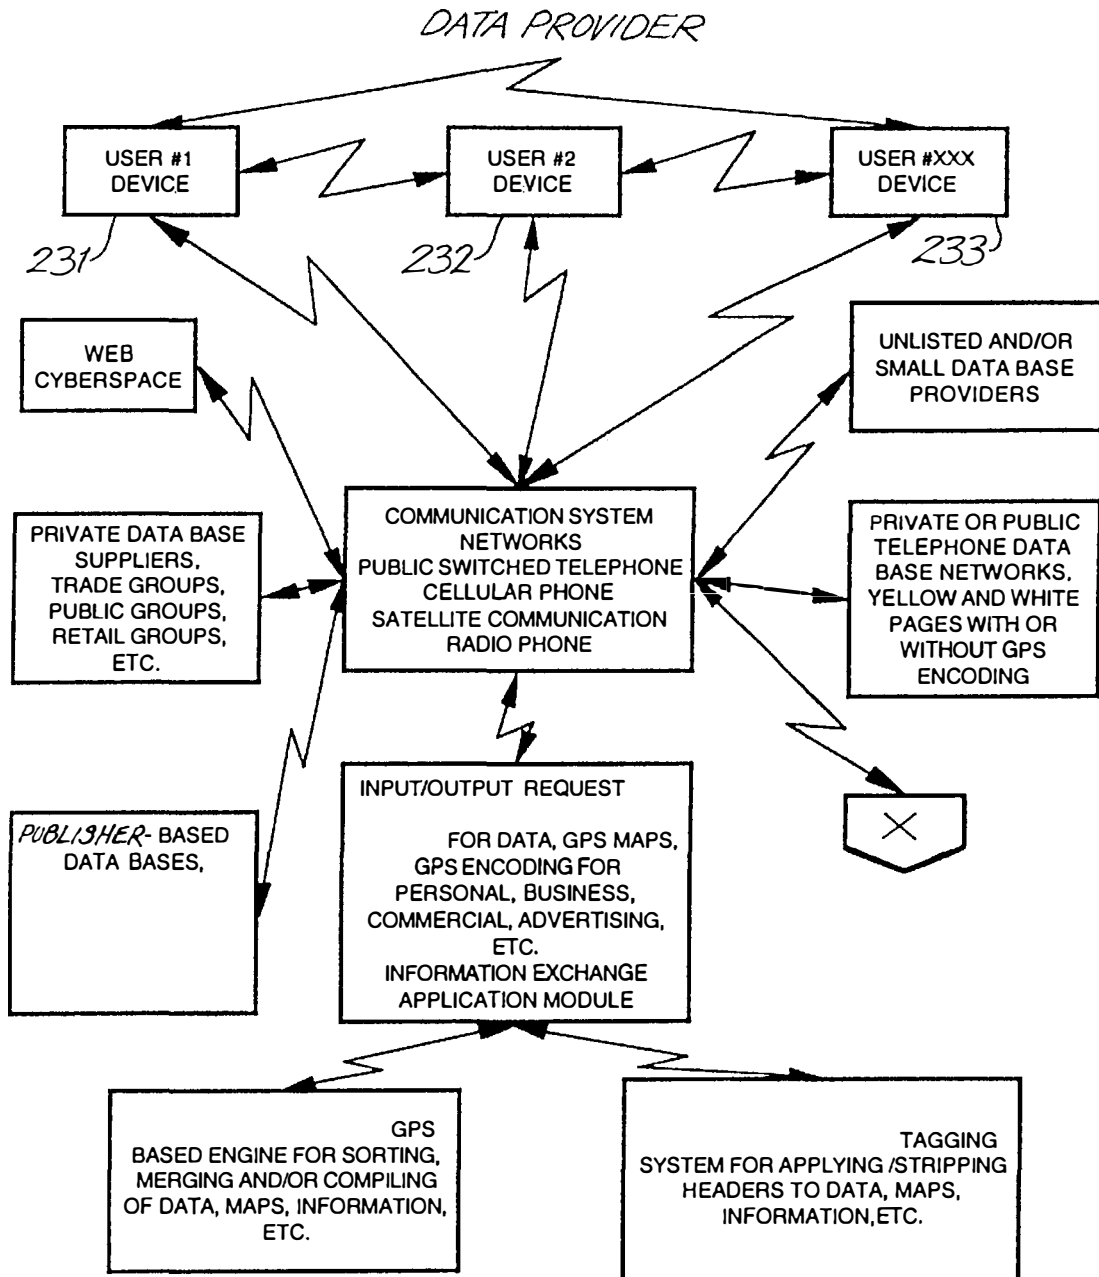 DATA PROVIDER
USER #1
DEVICE
USER #2
DEVICE
USER #XXX
DEVICE
231
232
233
WEB
CYBERSPACE
UNLISTED AND/OR
SMALL DATA BASE
PROVIDERS
PRIVATE DATA BASE
SUPPLIERS,
TRADE GROUPS,
PUBLIC GROUPS,
RETAIL GROUPS,
ETC.
COMMUNICATION SYSTEM
NETWORKS
PUBLIC SWITCHED TELEPHONE
CELLULAR PHONE
SATELLITE COMMUNICATION
RADIO PHONE
PRIVATE OR PUBLIC
TELEPHONE DATA
BASE NETWORKS,
YELLOW AND WHITE
PAGES WITH OR
WITHOUT GPS
ENCODING
PUBLISHER- BASED
DATA BASES,
INPUT/OUTPUT REQUEST
FOR DATA, GPS MAPS,
GPS ENCODING FOR
PERSONAL, BUSINESS,
COMMERCIAL, ADVERTISING,
ETC.
INFORMATION EXCHANGE
APPLICATION MODULE
X
GPS
BASED ENGINE FOR SORTING,
MERGING AND/OR COMPILING
OF DATA, MAPS, INFORMATION,
ETC.
TAGGING
SYSTEM FOR APPLYING /STRIPPING
HEADERS TO DATA, MAPS,
INFORMATION,ETC.